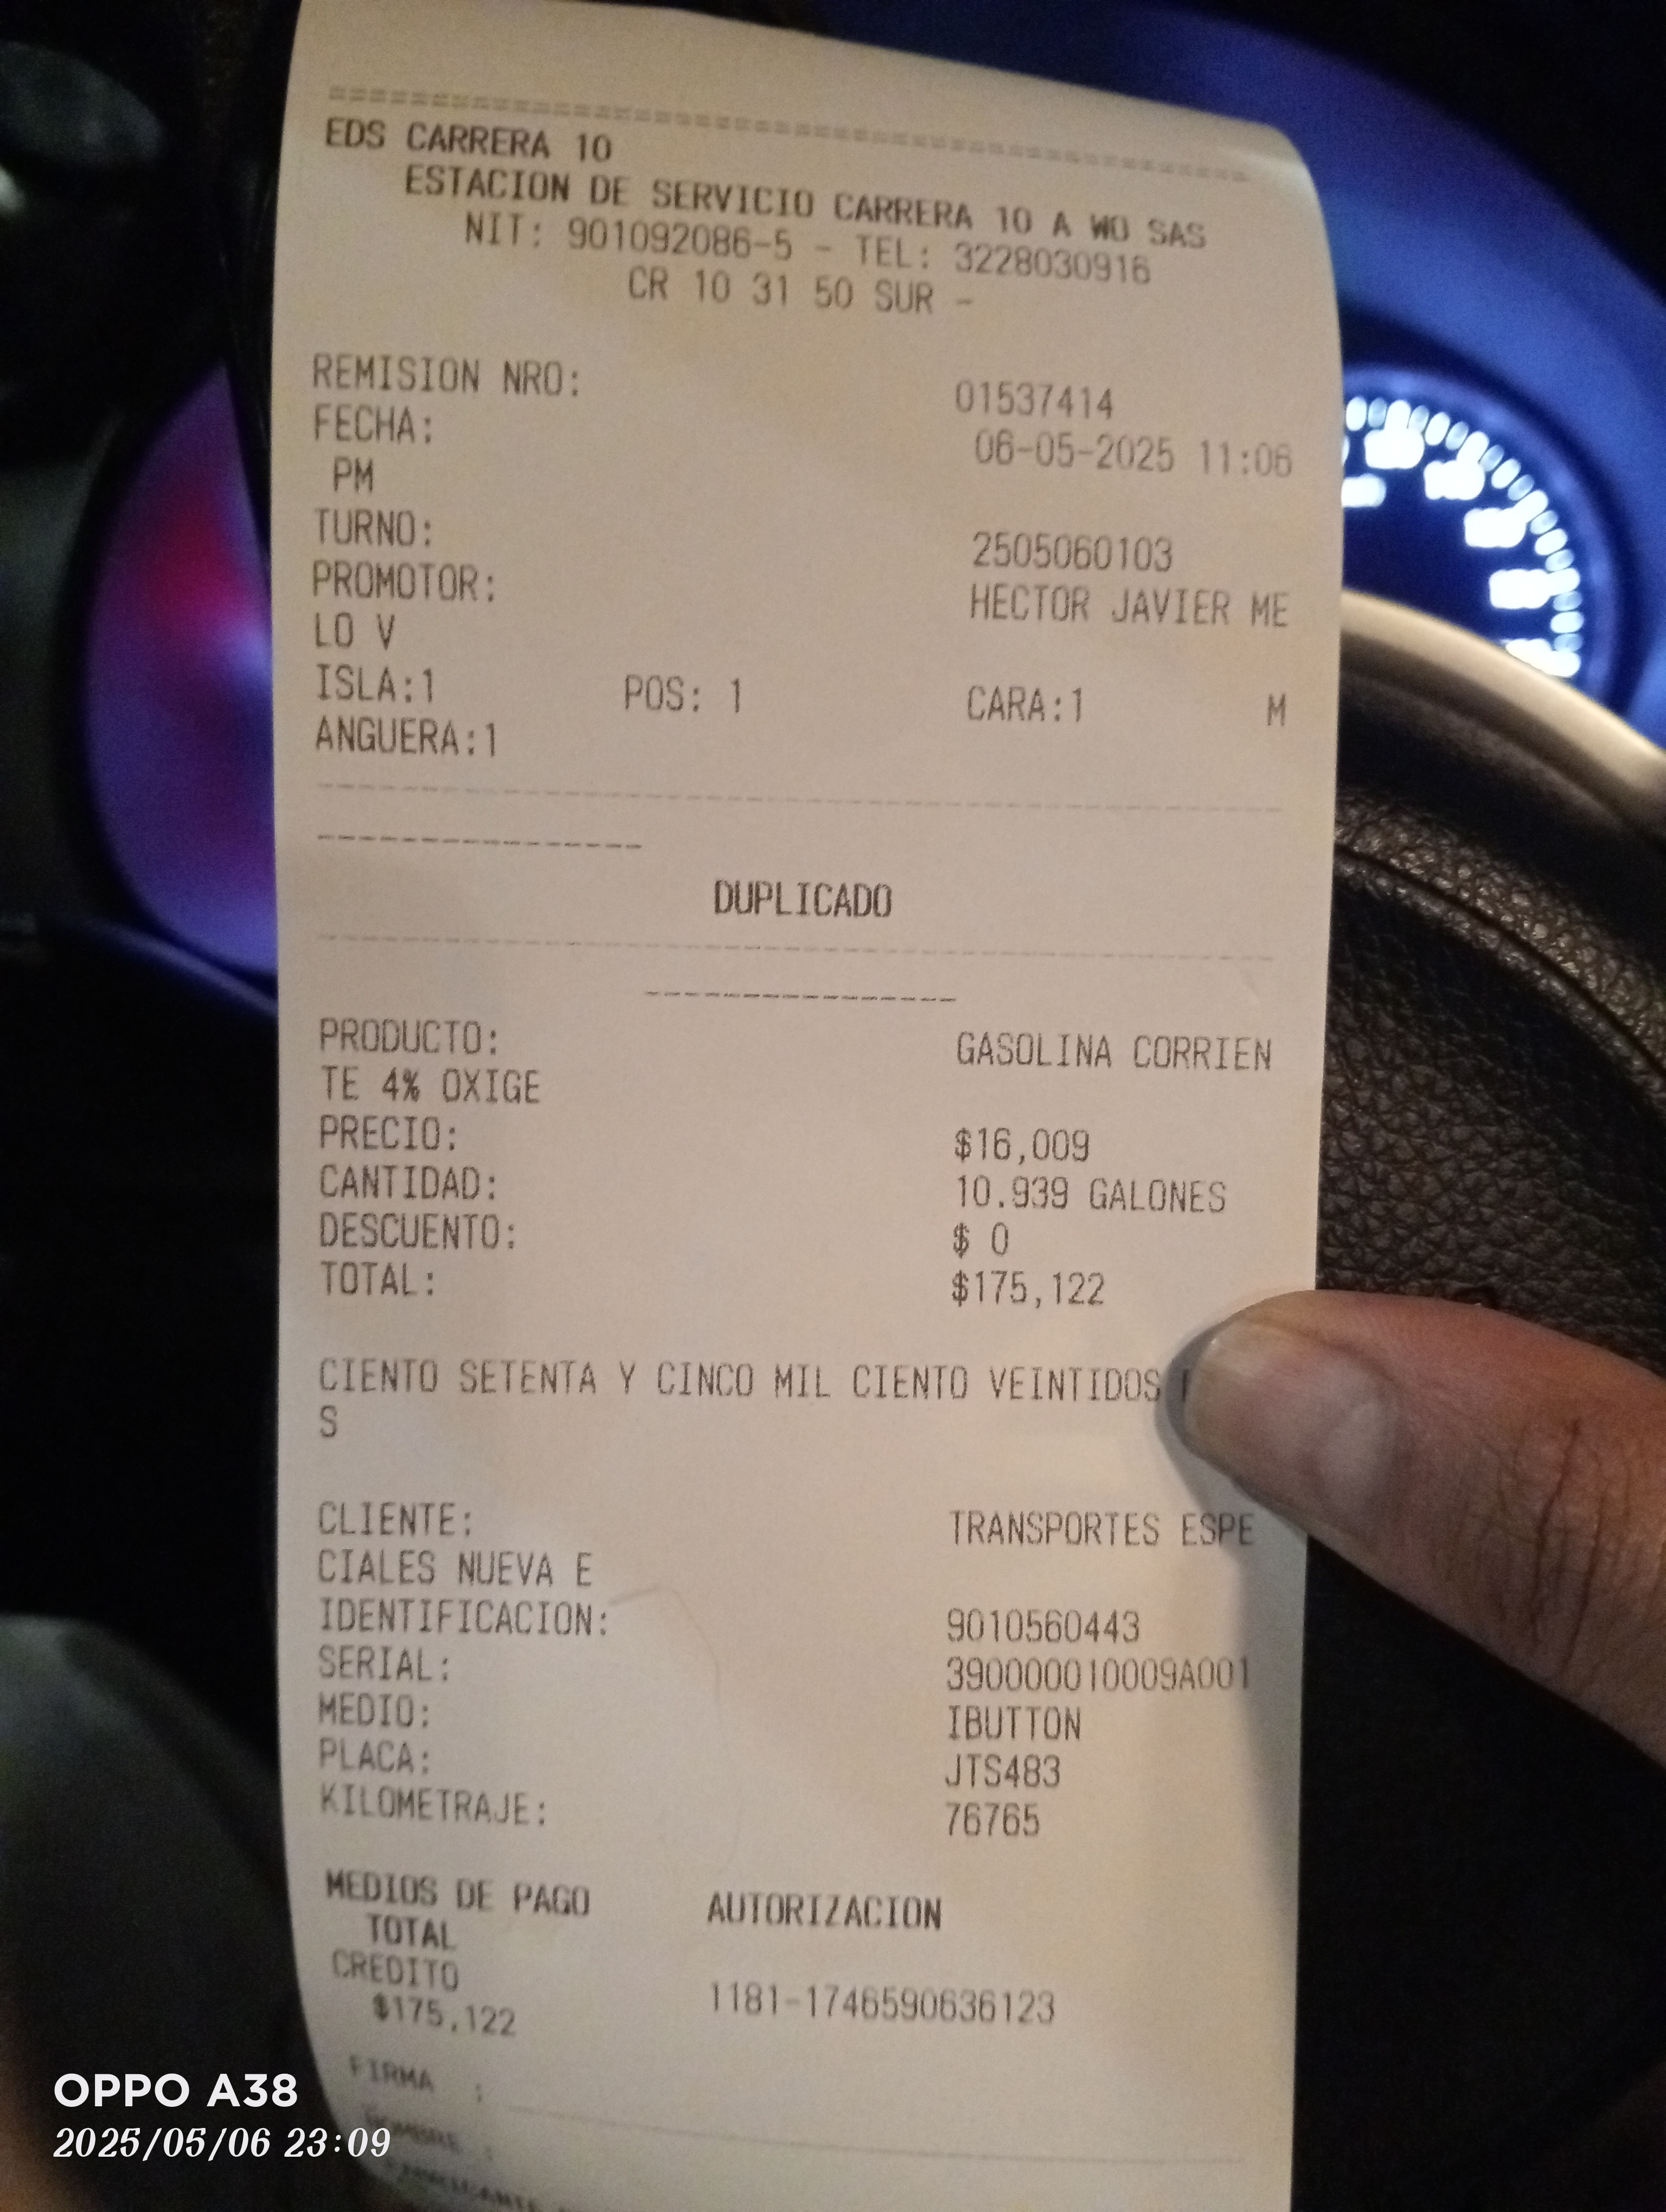 ================================================
EDS CARRERA 10
ESTACION DE SERVICIO CARRERA 10 A WO SAS
NIT: 901092086-5 - TEL: 3228030916
CR 10 31 50 SUR -
REMISION NRO: 01537414
FECHA: 06-05-2025 11:06
PM
TURNO: 2505060103
PROMOTOR: HECTOR JAVIER ME
LO V
ISLA:1 POS: 1 CARA:1 M
ANGUERA:1
DUPLICADO
PRODUCTO: GASOLINA CORRIEN
TE 4% OXIGE
PRECIO: $16,009
CANTIDAD: 10.939 GALONES
DESCUENTO: $ 0
TOTAL: $175,122
CIENTO SETENTA Y CINCO MIL CIENTO VEINTIDOS
S
CLIENTE: TRANSPORTES ESPE
CIALES NUEVA E
IDENTIFICACION: 9010560443
SERIAL: 390000010009A001
MEDIO: IBUTTON
PLACA: JTS483
KILOMETRAJE: 76765
MEDIOS DE PAGO AUTORIZACION
TOTAL
CREDITO 1181-1746590636123
$175,122
FIRMA :
NOMBRE :
OPPO A38
2025/05/06 23:09